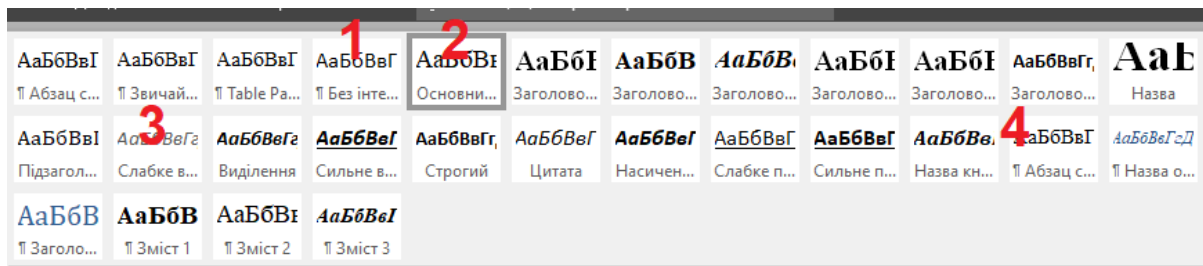 1 2
АаБбВвГ АаБбВвГ АаБбВвГ АаБбВвГ АаБбВв АаБбВ АаБбВ АаБбВ АаБбВ АаБбВ АаБбВвГг, АаБ
¶ Абзац с... ¶ Звичай... ¶ Table Pa... ¶ Без інте... Основни... Заголово... Заголово... Заголово... Заголово... Заголово... Заголово... Назва
3 4
АаБбВвГ АаБбВвГг АаБбВвГг АаБбВвГ АаБбВвГг, АаБбВвГ АаБбВвГ АаБбВвГ АаБбВвГ АаБбВв АаБбВвГ АаБбВвГгД
Підзагол... Слабке в... Виділення Сильне в... Строгий Цитата Насичен... Слабке п... Сильне п... Назва кн... ¶ Абзац с... ¶ Назва о...
АаБбВ АаБбВ АаБбВв АаБбВвГ
¶ Заголо... ¶ Зміст 1 ¶ Зміст 2 ¶ Зміст 3